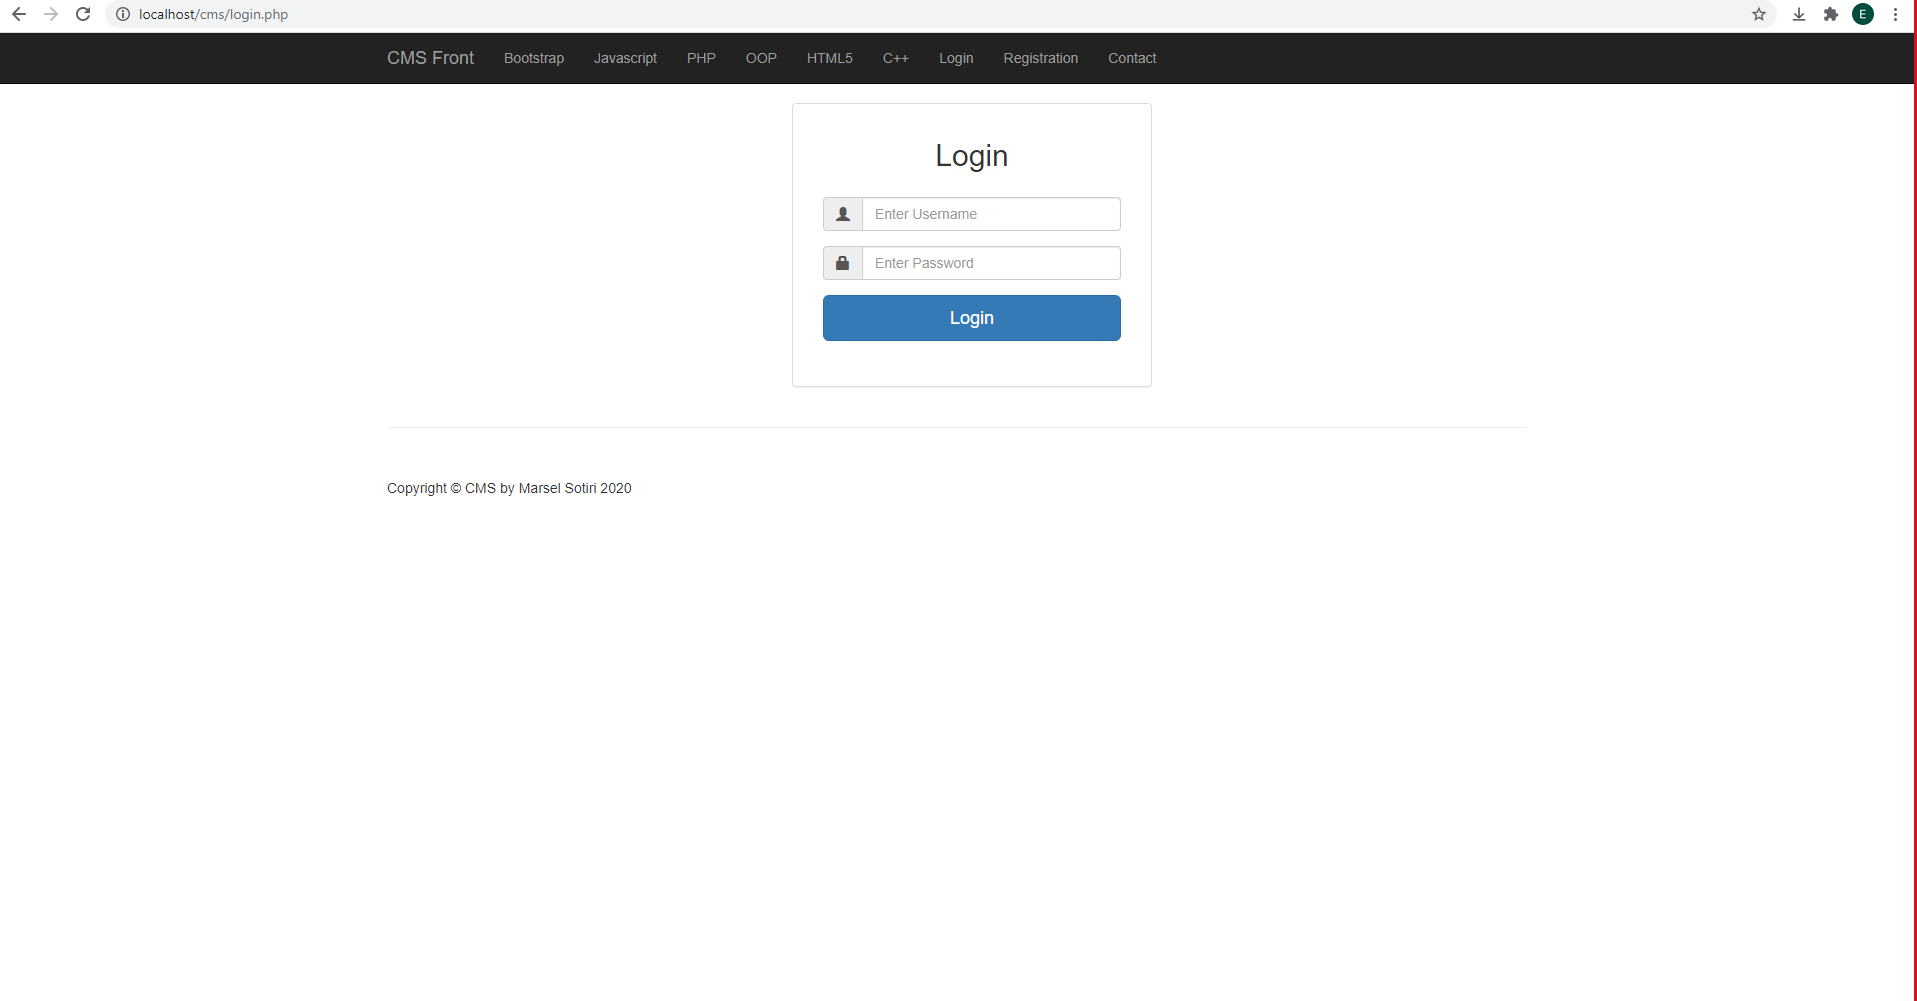 localhost/cms/login.php
E
CMS Front Bootstrap Javascript PHP OOP HTML5 C++ Login Registration Contact
Login
Enter Username
Enter Password
Login
Copyright © CMS by Marsel Sotiri 2020